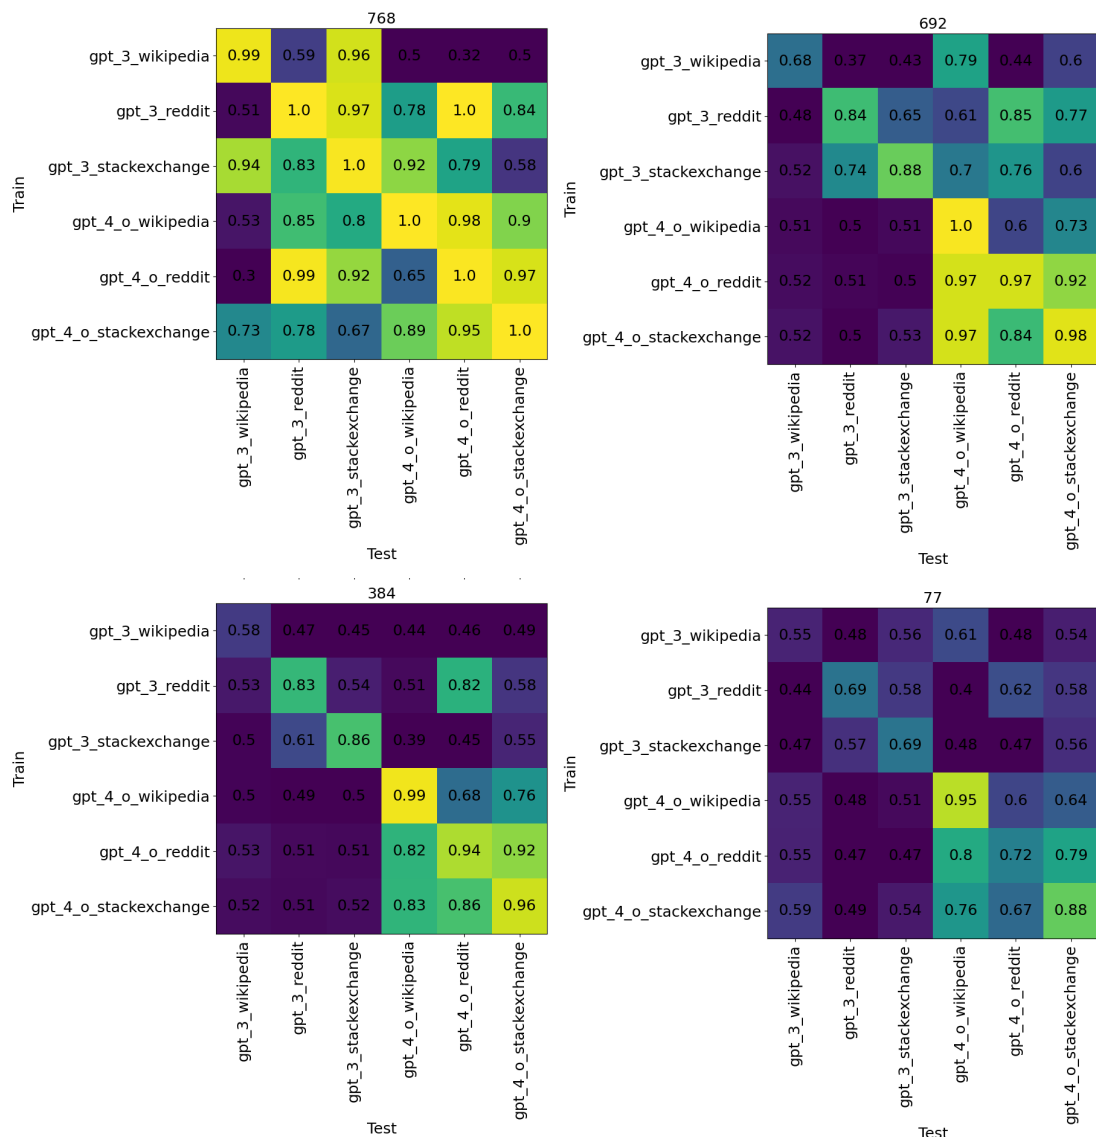 768
gpt_3_wikipedia 0.99 0.59 0.96 0.5 0.32 0.5
gpt_3_reddit 0.51 1.0 0.97 0.78 1.0 0.84
gpt_3_stackexchange 0.94 0.83 1.0 0.92 0.79 0.58
gpt_4_o_wikipedia 0.53 0.85 0.8 1.0 0.98 0.9
gpt_4_o_reddit 0.3 0.99 0.92 0.65 1.0 0.97
gpt_4_o_stackexchange 0.73 0.78 0.67 0.89 0.95 1.0
Train
gpt_3_wikipedia
gpt_3_reddit
gpt_3_stackexchange
gpt_4_o_wikipedia
gpt_4_o_reddit
gpt_4_o_stackexchange
Test
692
gpt_3_wikipedia 0.68 0.37 0.43 0.79 0.44 0.6
gpt_3_reddit 0.48 0.84 0.65 0.61 0.85 0.77
gpt_3_stackexchange 0.52 0.74 0.88 0.7 0.76 0.6
gpt_4_o_wikipedia 0.51 0.5 0.51 1.0 0.6 0.73
gpt_4_o_reddit 0.52 0.51 0.5 0.97 0.97 0.92
gpt_4_o_stackexchange 0.52 0.5 0.53 0.97 0.84 0.98
Train
gpt_3_wikipedia
gpt_3_reddit
gpt_3_stackexchange
gpt_4_o_wikipedia
gpt_4_o_reddit
gpt_4_o_stackexchange
Test
384
gpt_3_wikipedia 0.58 0.47 0.45 0.44 0.46 0.49
gpt_3_reddit 0.53 0.83 0.54 0.51 0.82 0.58
gpt_3_stackexchange 0.5 0.61 0.86 0.39 0.45 0.55
gpt_4_o_wikipedia 0.5 0.49 0.5 0.99 0.68 0.76
gpt_4_o_reddit 0.53 0.51 0.51 0.82 0.94 0.92
gpt_4_o_stackexchange 0.52 0.51 0.52 0.83 0.86 0.96
Train
gpt_3_wikipedia
gpt_3_reddit
gpt_3_stackexchange
gpt_4_o_wikipedia
gpt_4_o_reddit
gpt_4_o_stackexchange
Test
77
gpt_3_wikipedia 0.55 0.48 0.56 0.61 0.48 0.54
gpt_3_reddit 0.44 0.69 0.58 0.4 0.62 0.58
gpt_3_stackexchange 0.47 0.57 0.69 0.48 0.47 0.56
gpt_4_o_wikipedia 0.55 0.48 0.51 0.95 0.6 0.64
gpt_4_o_reddit 0.55 0.47 0.47 0.8 0.72 0.79
gpt_4_o_stackexchange 0.59 0.49 0.54 0.76 0.67 0.88
Train
gpt_3_wikipedia
gpt_3_reddit
gpt_3_stackexchange
gpt_4_o_wikipedia
gpt_4_o_reddit
gpt_4_o_stackexchange
Test